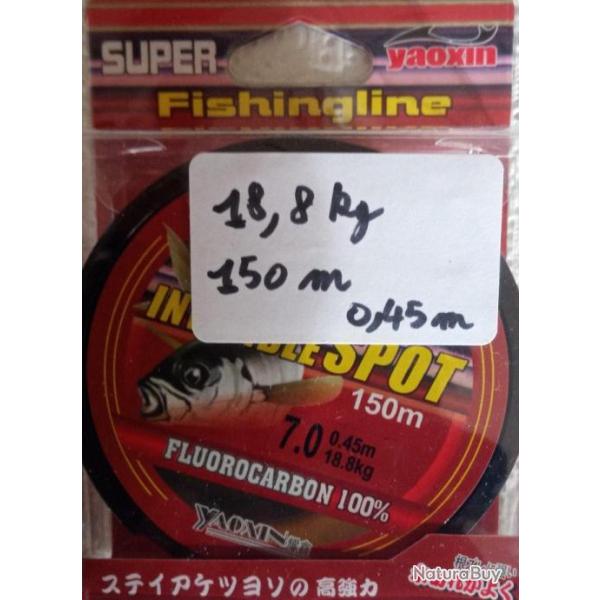 SUPER
yaoxin
Fishingline
18,8 kg
150 m
0,45 m
SPOT
150m
7.0
0.45m
18.8kg
FLUOROCARBON 100%
YAOXIN
ステイアケツヨソの高強力
NaturaBuy